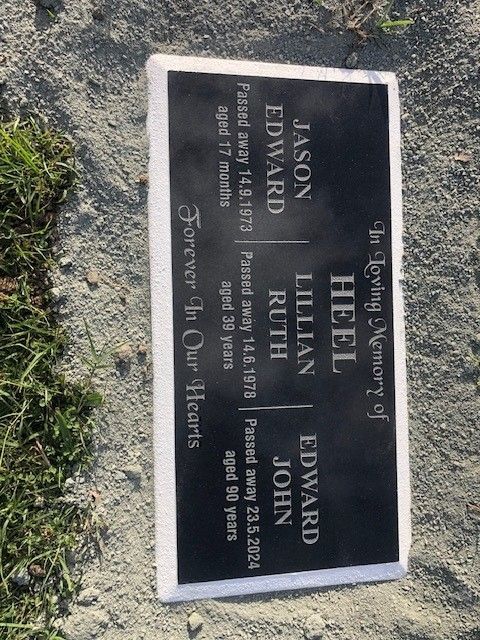 In Loving Memory of
HEEL
JASON
EDWARD
Passed away 14.9.1973
aged 17 months
LILLIAN
RUTH
Passed away 14.6.1978
aged 39 years
EDWARD
JOHN
Passed away 23.5.2024
aged 90 years
Forever In Our Hearts